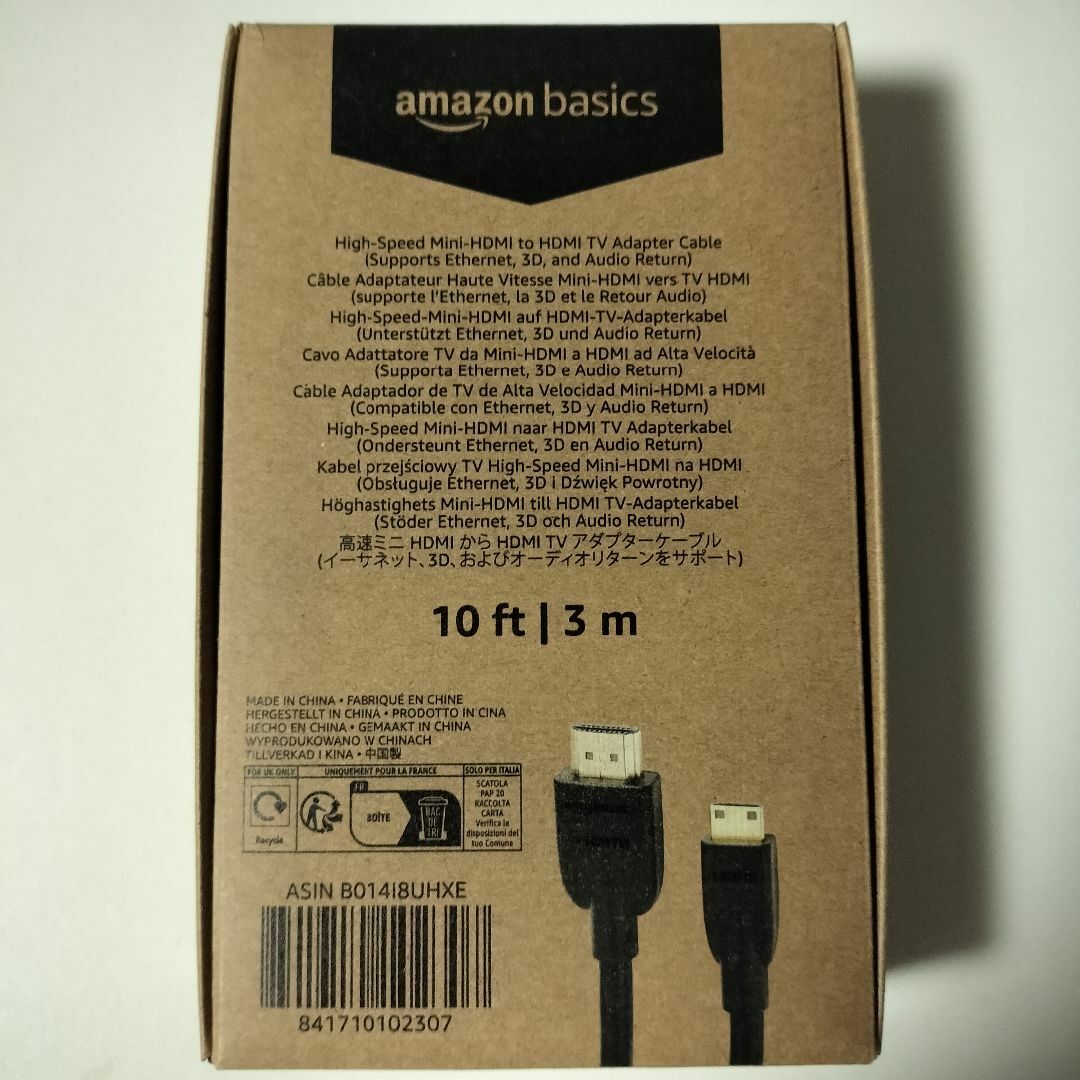 amazon basics
High-Speed Mini-HDMI to HDMI TV Adapter Cable
(Supports Ethernet, 3D, and Audio Return)
Câble Adaptateur Haute Vitesse Mini-HDMI vers TV HDMI
(supporte l'Ethernet, la 3D et le Retour Audio)
High-Speed-Mini-HDMI auf HDMI-TV-Adapterkabel
(Unterstützt Ethernet, 3D und Audio Return)
Cavo Adattatore TV da Mini-HDMI a HDMI ad Alta Velocità
(Supporta Ethernet, 3D e Audio Return)
Cable Adaptador de TV de Alta Velocidad Mini-HDMI a HDMI
(Compatible con Ethernet, 3D y Audio Return)
High-Speed Mini-HDMI naar HDMI TV Adapterkabel
(Ondersteunt Ethernet, 3D en Audio Return)
Kabel przejściowy TV High-Speed Mini-HDMI na HDMI
(Obsługuje Ethernet, 3D i Dźwięk Powrotny)
Höghastighets Mini-HDMI till HDMI TV-Adapterkabel
(Stöder Ethernet, 3D och Audio Return)
高速ミニ HDMI から HDMI TV アダプターケーブル
(イーサネット、3D、およびオーディオリターンをサポート)
10 ft | 3 m
MADE IN CHINA • FABRIQUÉ EN CHINE
HERGESTELLT IN CHINA • PRODOTTO IN CINA
HECHO EN CHINA • GEMAAKT IN CHINA
WYPRODUKOWANO W CHINACH
TILLVERKAD I KINA • 中国製
FOR UK ONLY
Recycle
UNIQUEMENT POUR LA FRANCE
FR
BOÎTE
BAC
DE
TRI
SOLO PER ITALIA
SCATOLA
PAP 20
RACCOLTA
CARTA
Verifica le
disposizioni del
tuo Comune
ASIN B014I8UHXE
841710102307